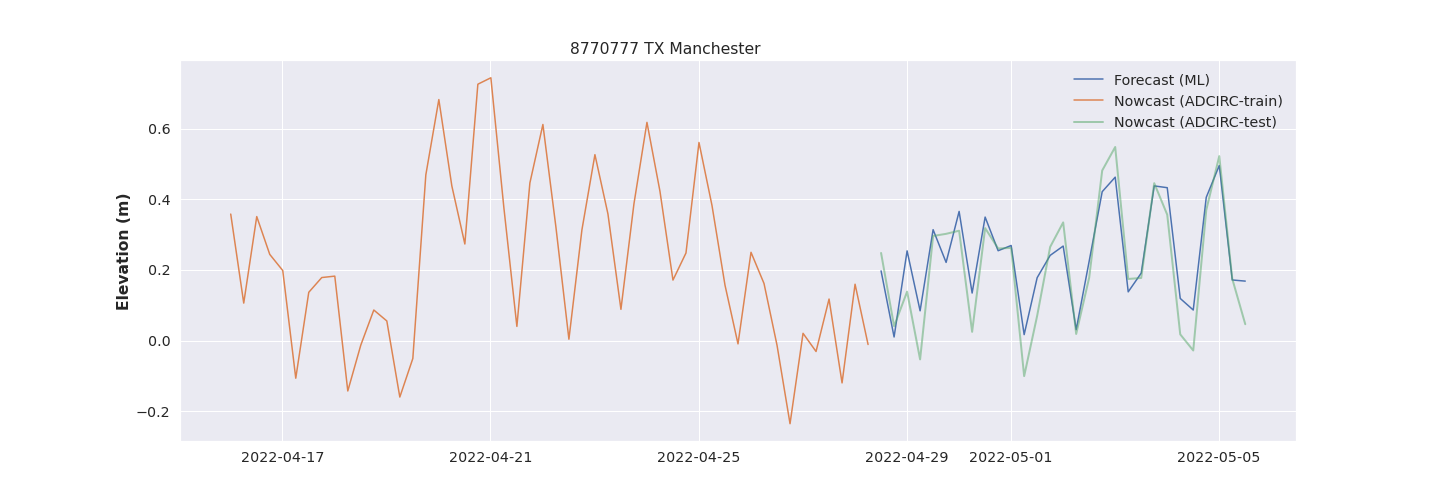 8770777 TX Manchester
Forecast (ML)
Nowcast (ADCIRC-train)
Nowcast (ADCIRC-test)
Elevation (m)
0.6
0.4
0.2
0.0
−0.2
2022-04-17
2022-04-21
2022-04-25
2022-04-29
2022-05-01
2022-05-05